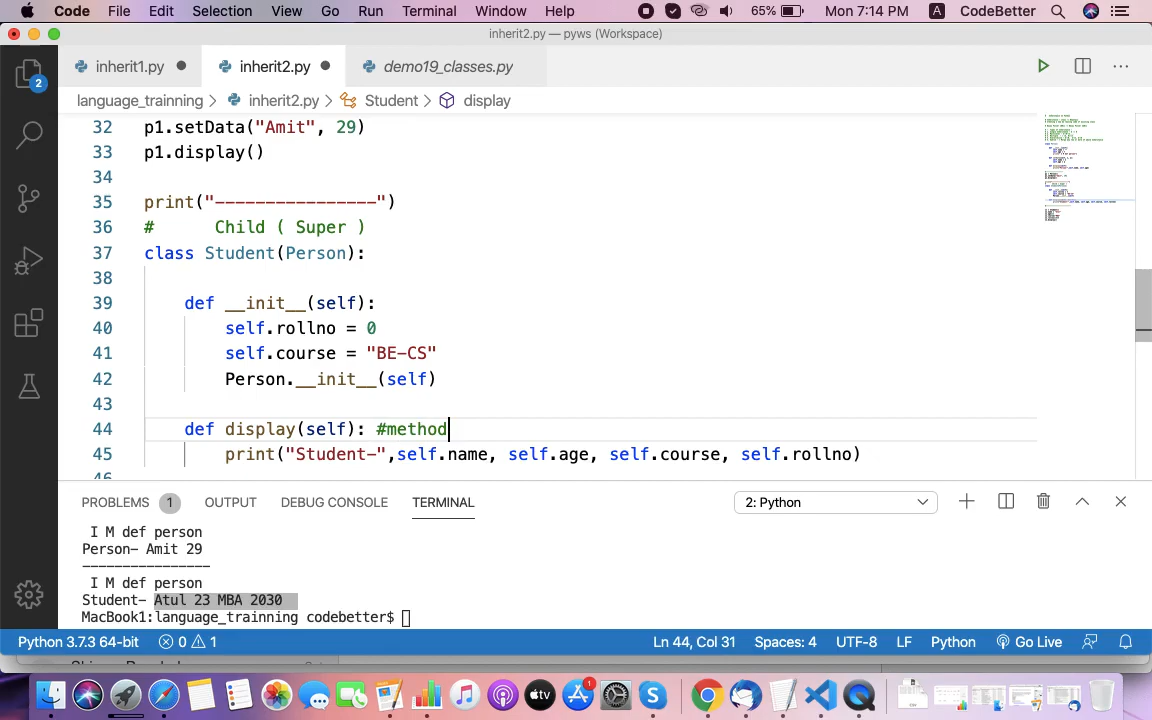 Code File Edit Selection View Go Run Terminal Window Help 65% Mon 7:14 PM A CodeBetter
inherit2.py — pyws (Workspace)
inherit1.py inherit2.py demo19_classes.py
language_trainning > inherit2.py > Student > display
2
32 p1.setData("Amit", 29)
33 p1.display()
34
35 print("----------------")
36 # Child ( Super )
37 class Student(Person):
38
39 def __init__(self):
40 self.rollno = 0
41 self.course = "BE-CS"
42 Person.__init__(self)
43
44 def display(self): #method
45 print("Student-",self.name, self.age, self.course, self.rollno)
46
PROBLEMS 1 OUTPUT DEBUG CONSOLE TERMINAL 2: Python
I M def person
Person- Amit 29
----------------
I M def person
Student- Atul 23 MBA 2030
MacBook1:language_trainning codebetter$
Python 3.7.3 64-bit 0 1 Ln 44, Col 31 Spaces: 4 UTF-8 LF Python Go Live
tv 1